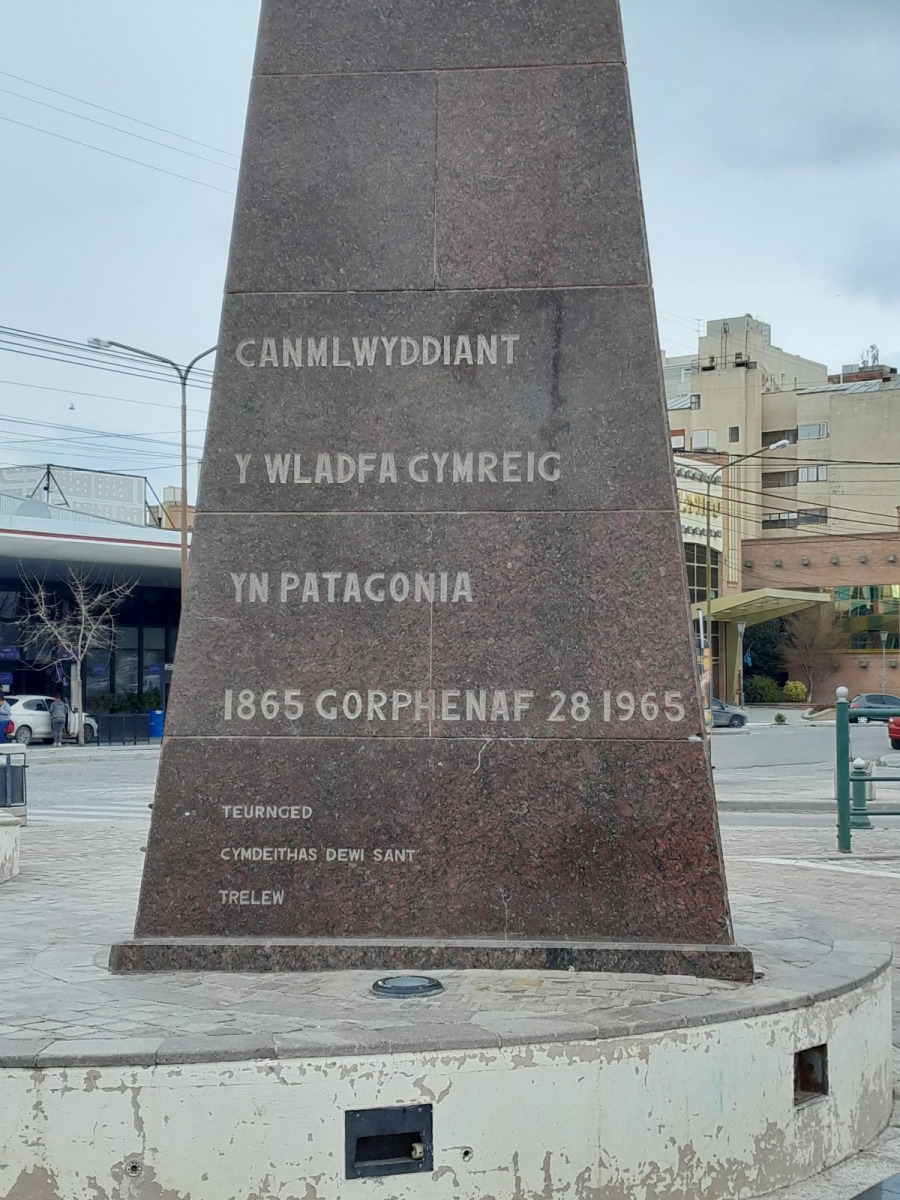 CANMLWYDDIANT
Y WLADFA GYMREIG
YN PATAGONIA
1865 GORPHENAF 28 1965
TEURNGED
CYMDEITHAS DEWI SANT
TRELEW